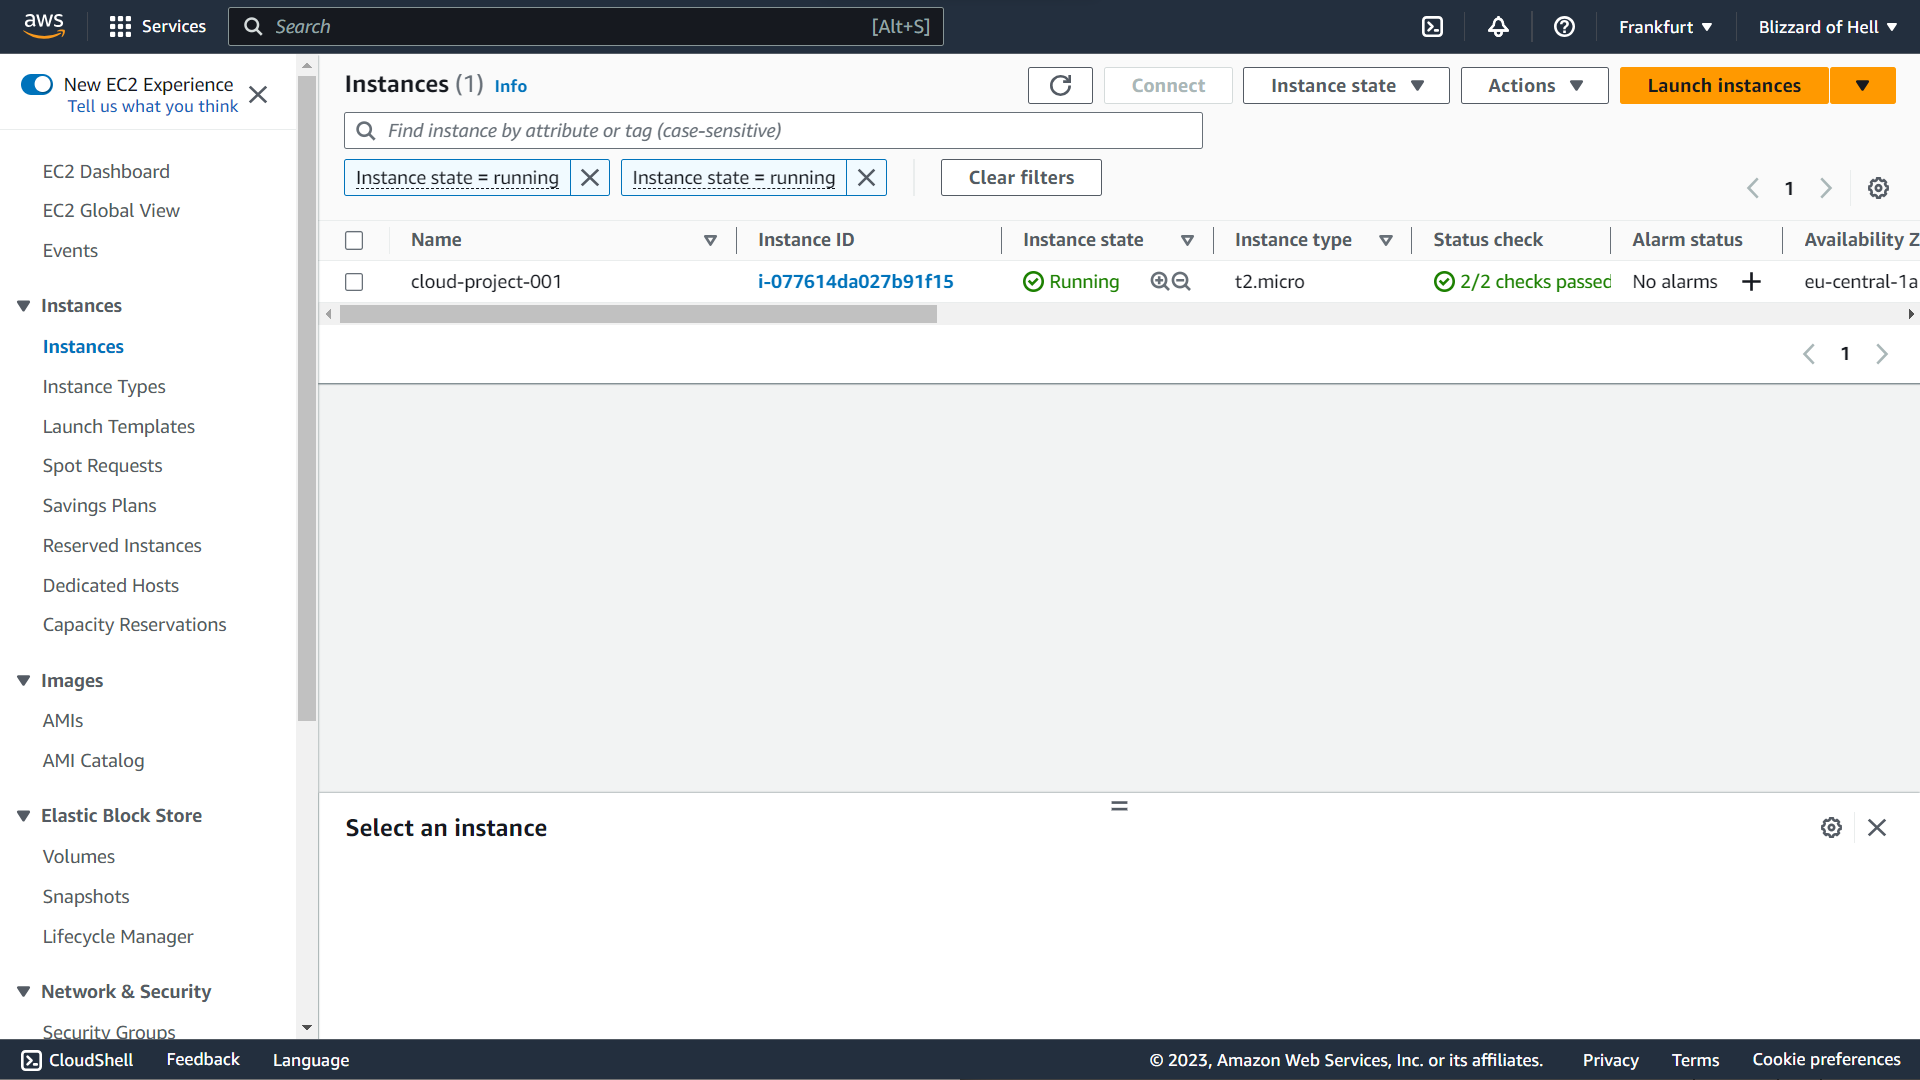 aws
Services
Search
[Alt+S]
Frankfurt
Blizzard of Hell
New EC2 Experience
Tell us what you think
EC2 Dashboard
EC2 Global View
Events
Instances
Instances
Instance Types
Launch Templates
Spot Requests
Savings Plans
Reserved Instances
Dedicated Hosts
Capacity Reservations
Images
AMIs
AMI Catalog
Elastic Block Store
Volumes
Snapshots
Lifecycle Manager
Network & Security
Security Groups
Instances (1) Info
Connect
Instance state
Actions
Launch instances
Find instance by attribute or tag (case-sensitive)
Instance state = running
Instance state = running
Clear filters
1
Name Instance ID Instance state Instance type Status check Alarm status Availability Z
cloud-project-001 i-077614da027b91f15 Running t2.micro 2/2 checks passed No alarms eu-central-1a
1
Select an instance
CloudShell Feedback Language © 2023, Amazon Web Services, Inc. or its affiliates. Privacy Terms Cookie preferences